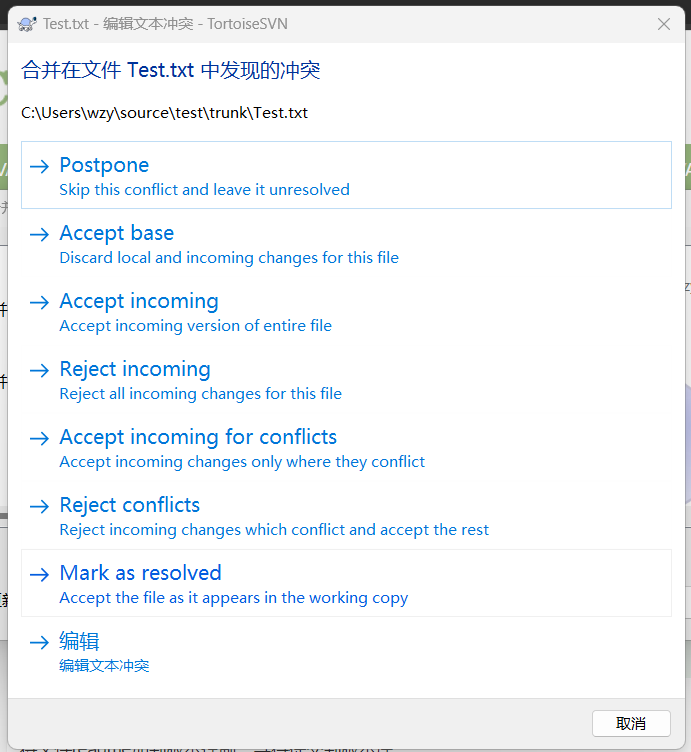 Test.txt - 编辑文本冲突 - TortoiseSVN
合并在文件 Test.txt 中发现的冲突
C:\Users\wzy\source\test\trunk\Test.txt
Postpone
Skip this conflict and leave it unresolved
Accept base
Discard local and incoming changes for this file
Accept incoming
Accept incoming version of entire file
Reject incoming
Reject all incoming changes for this file
Accept incoming for conflicts
Accept incoming changes only where they conflict
Reject conflicts
Reject incoming changes which conflict and accept the rest
Mark as resolved
Accept the file as it appears in the working copy
编辑
编辑文本冲突
取消